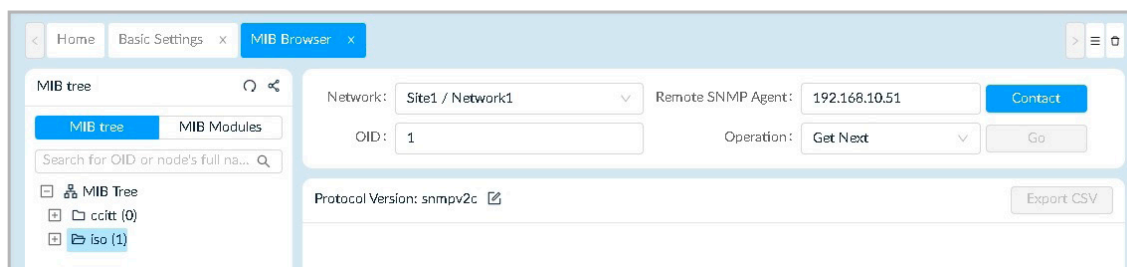 Home Basic Settings x MIB Browser x
MIB tree
MIB tree MIB Modules
Search for OID or node's full na...
MIB Tree
ccitt (0)
iso (1)
Network: Site1 / Network1 Remote SNMP Agent: 192.168.10.51 Contact
OID: 1 Operation: Get Next Go
Protocol Version: snmpv2c Export CSV